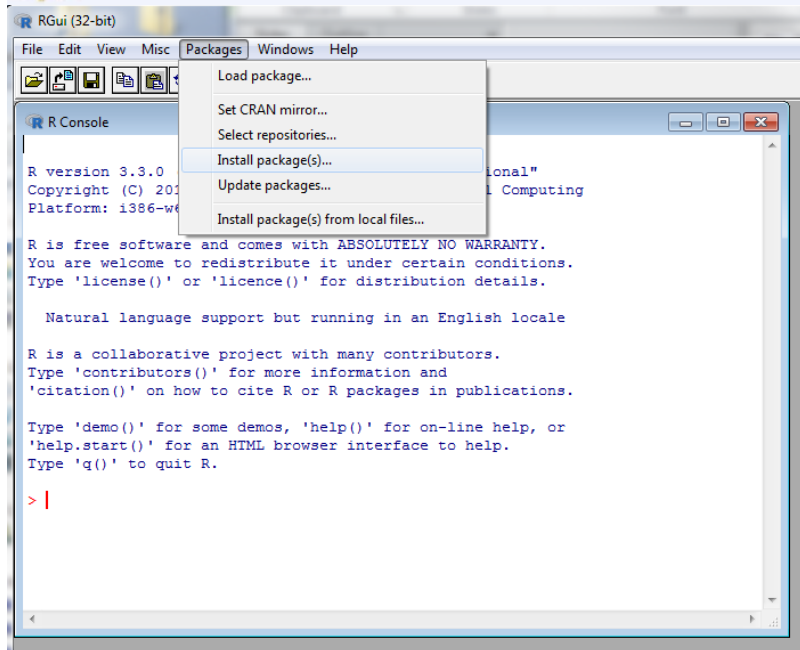 RGui (32-bit)
File Edit View Misc Packages Windows Help
Load package...
Set CRAN mirror...
Select repositories...
Install package(s)...
Update packages...
Install package(s) from local files...
R Console
R version 3.3.0 ional"
Copyright (C) 201 l Computing
Platform: i386-w
R is free software and comes with ABSOLUTELY NO WARRANTY.
You are welcome to redistribute it under certain conditions.
Type 'license()' or 'licence()' for distribution details.
Natural language support but running in an English locale
R is a collaborative project with many contributors.
Type 'contributors()' for more information and
'citation()' on how to cite R or R packages in publications.
Type 'demo()' for some demos, 'help()' for on-line help, or
'help.start()' for an HTML browser interface to help.
Type 'q()' to quit R.
>